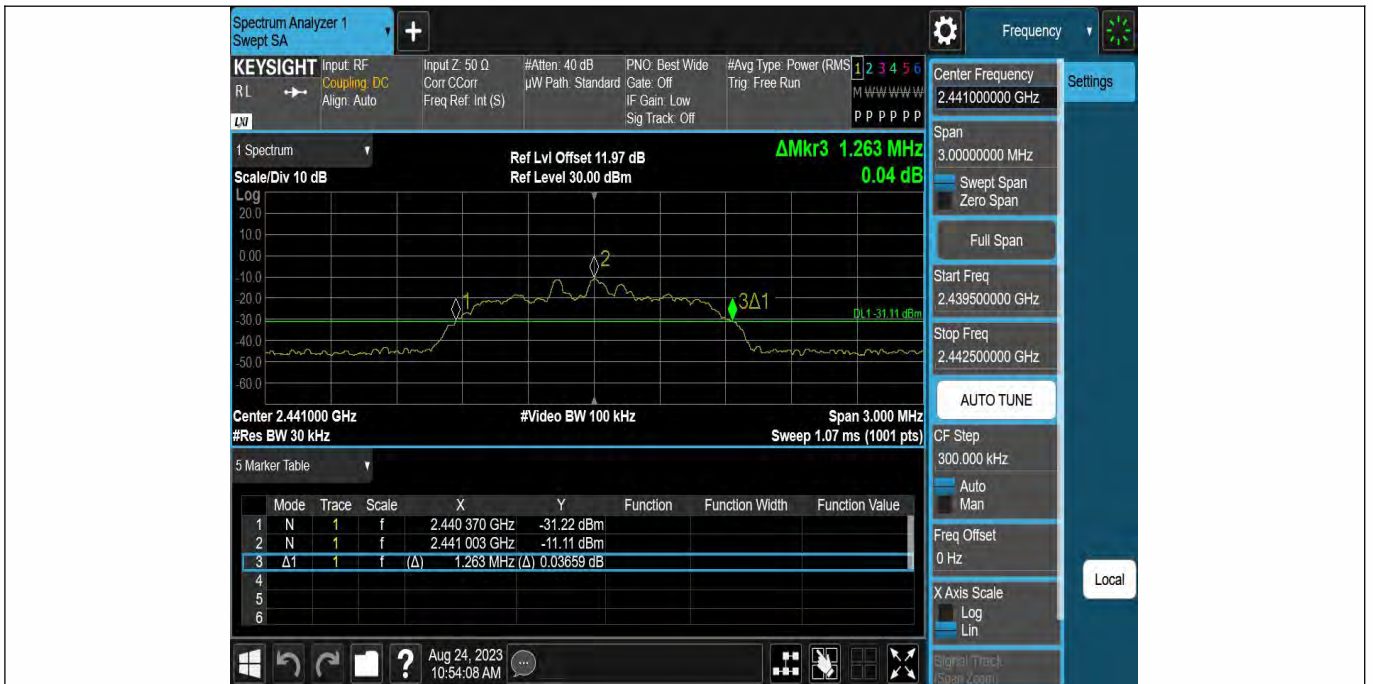 Spectrum Analyzer 1
Swept SA
+
Frequency
KEYSIGHT
RL
LXI
Input: RF
Coupling: DC
Align: Auto
Input Z: 50 Ω
Corr CCorr
Freq Ref: Int (S)
#Atten: 40 dB
µW Path: Standard
PNO: Best Wide
Gate: Off
IF Gain: Low
Sig Track: Off
#Avg Type: Power (RMS
Trig: Free Run
1 2 3 4 5 6
M W W W W W
P P P P P P
1 Spectrum
Scale/Div 10 dB
Ref Lvl Offset 11.97 dB
Ref Level 30.00 dBm
ΔMkr3 1.263 MHz
0.04 dB
Log
20.0
10.0
0.00
-10.0
-20.0
-30.0
-40.0
-50.0
-60.0
1
2
3Δ1
DL1 -31.11 dBm
Center 2.441000 GHz
#Video BW 100 kHz
Span 3.000 MHz
#Res BW 30 kHz
Sweep 1.07 ms (1001 pts)
5 Marker Table
Mode Trace Scale X Y Function Function Width Function Value
1 N 1 f 2.440 370 GHz -31.22 dBm
2 N 1 f 2.441 003 GHz -11.11 dBm
3 Δ1 1 f (Δ) 1.263 MHz (Δ) 0.03659 dB
4
5
6
Center Frequency
2.441000000 GHz
Settings
Span
3.00000000 MHz
Swept Span
Zero Span
Full Span
Start Freq
2.439500000 GHz
Stop Freq
2.442500000 GHz
AUTO TUNE
CF Step
300.000 kHz
Auto
Man
Freq Offset
0 Hz
X Axis Scale
Log
Lin
Signal Track
(Span Zoom)
Local
?
Aug 24, 2023
10:54:08 AM